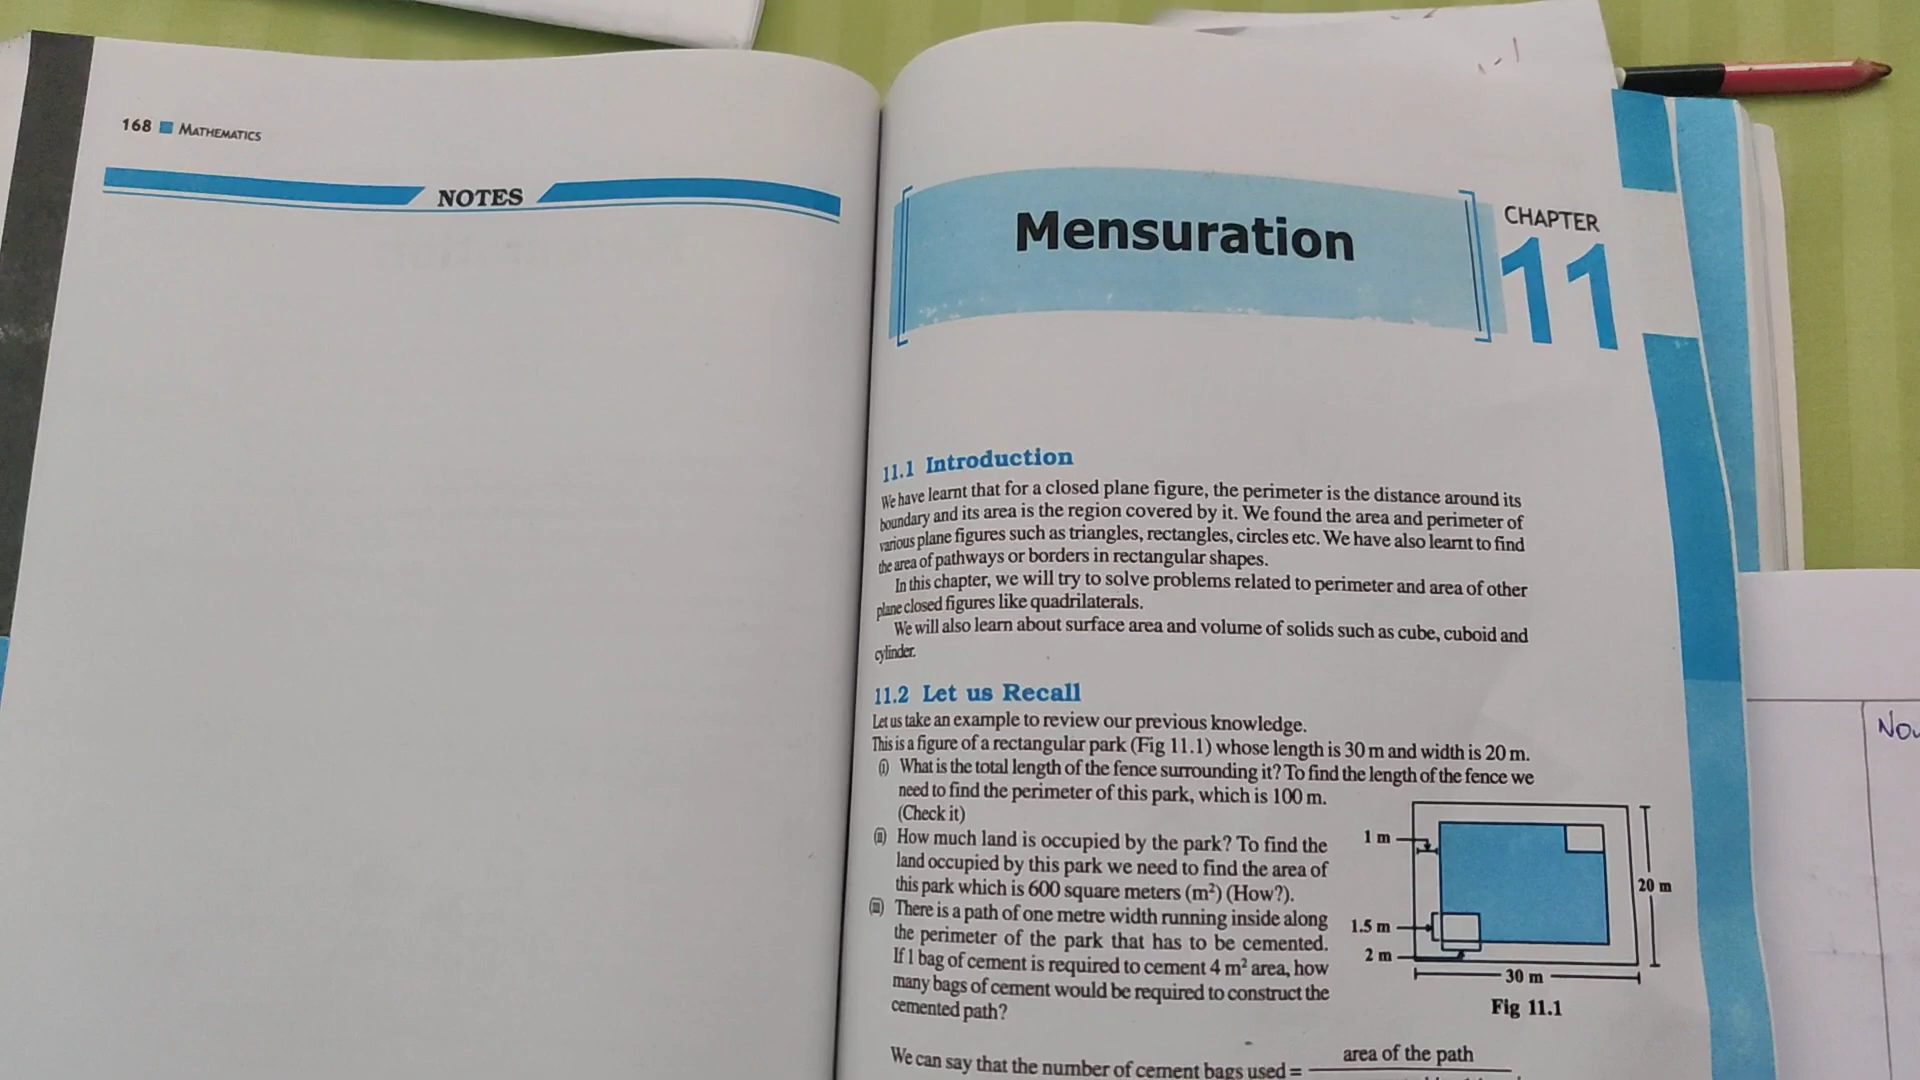 168 MATHEMATICS
NOTES
Mensuration
CHAPTER
11
11.1 Introduction
We have learnt that for a closed plane figure, the perimeter is the distance around its
boundary and its area is the region covered by it. We found the area and perimeter of
various plane figures such as triangles, rectangles, circles etc. We have also learnt to find
the area of pathways or borders in rectangular shapes.
In this chapter, we will try to solve problems related to perimeter and area of other
plane closed figures like quadrilaterals.
We will also learn about surface area and volume of solids such as cube, cuboid and
cylinder.
11.2 Let us Recall
Let us take an example to review our previous knowledge.
This is a figure of a rectangular park (Fig 11.1) whose length is 30 m and width is 20 m.
(i) What is the total length of the fence surrounding it? To find the length of the fence we
need to find the perimeter of this park, which is 100 m.
(Check it)
(ii) How much land is occupied by the park? To find the
land occupied by this park we need to find the area of
this park which is 600 square meters (m²) (How?).
(iii) There is a path of one metre width running inside along
the perimeter of the park that has to be cemented.
If 1 bag of cement is required to cement 4 m² area, how
many bags of cement would be required to construct the
cemented path?
1 m
20 m
1.5 m
2 m
30 m
Fig 11.1
We can say that the number of cement bags used =
area of the path